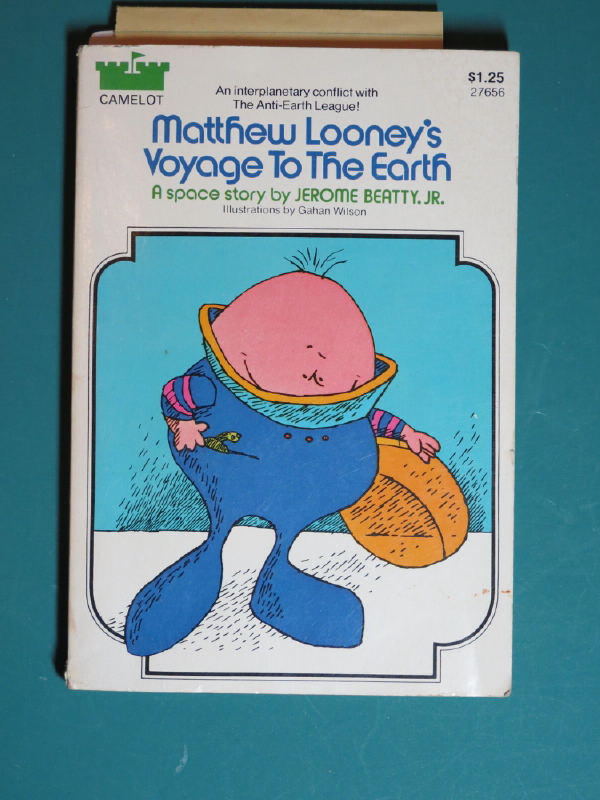 CAMELOT
An interplanetary conflict with
The Anti-Earth League!
$1.25
27656
Matthew Looney's
Voyage To The Earth
A space story by JEROME BEATTY, JR.
Illustrations by Gahan Wilson